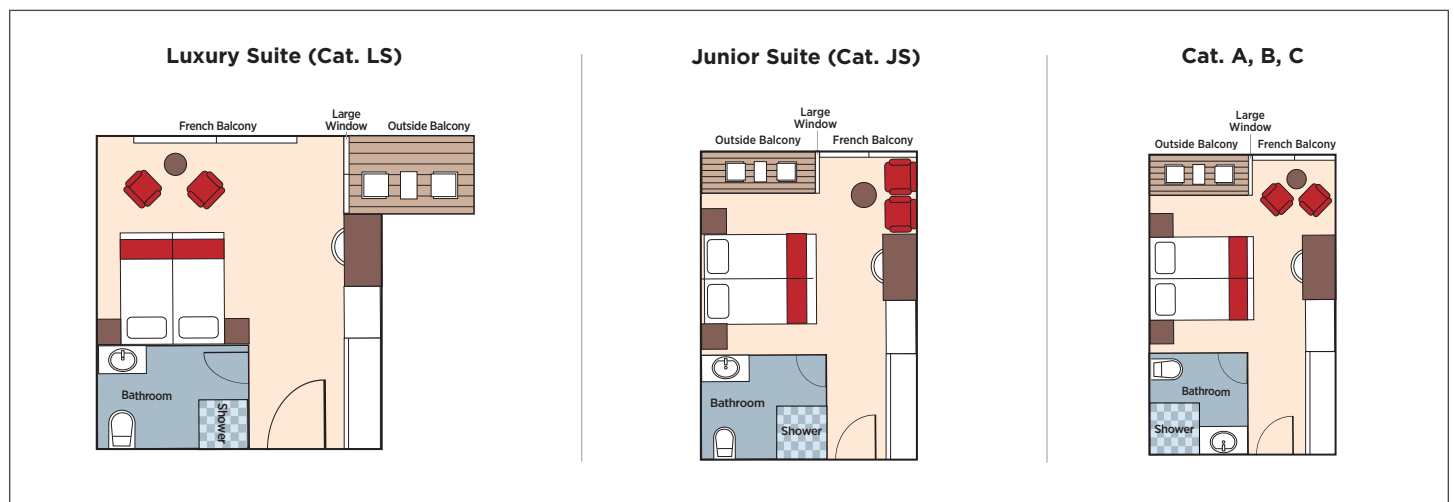 Luxury Suite (Cat. LS)
French Balcony
Large
Window
Outside Balcony
Bathroom
Shower
Junior Suite (Cat. JS)
Large
Window
Outside Balcony
French Balcony
Bathroom
Shower
Cat. A, B, C
Large
Window
Outside Balcony
French Balcony
Bathroom
Shower